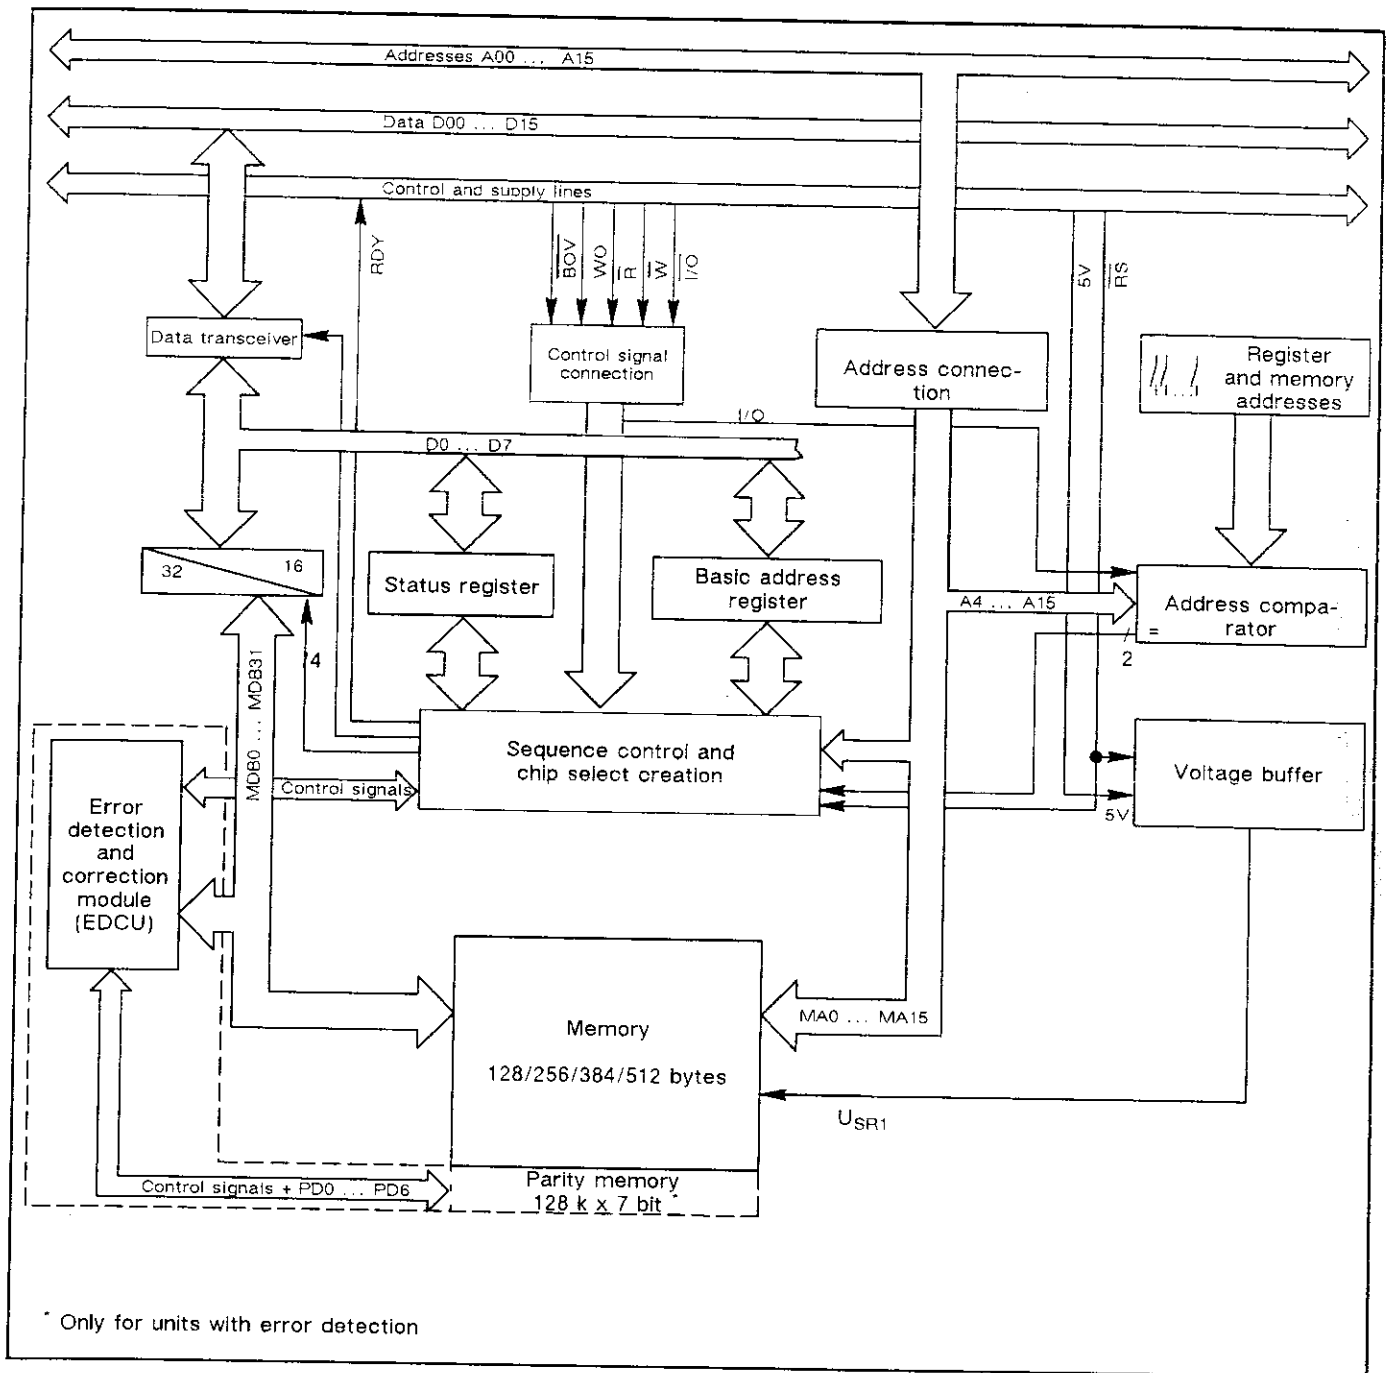 Addresses A00 ... A15
Data D00 ... D15
Control and supply lines
RDY
BOV
WO
R
W
I/O
5V
RS
Data transceiver
Control signal
connection
Address connec-
tion
Register
and memory
addresses
I/O
D0 ... D7
32
16
Status register
Basic address
register
A4 ... A15
Address compa-
rator
=
/
2
4
MDB0 ... MDB31
Sequence control and
chip select creation
Voltage buffer
5V
Control signals
Error
detection
and
correction
module
(EDCU)
Memory
128/256/384/512 bytes
MA0 ... MA15
USR1
Parity memory
128 k x 7 bit *
Control signals + PD0 ... PD6
* Only for units with error detection